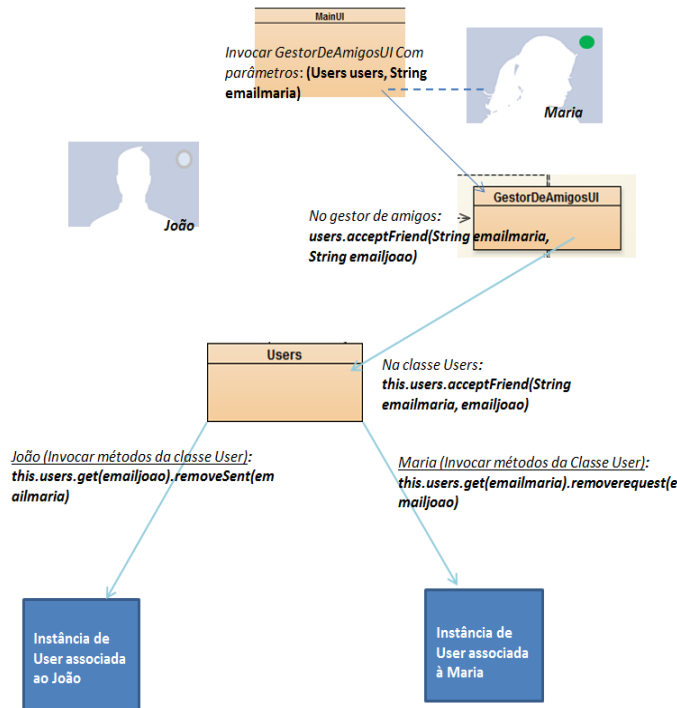 MainUI
Invocar GestorDeAmigosUI Com
parâmetros: (Users users, String
emailmaria)
Maria
João
GestorDeAmigosUI
No gestor de amigos:
users.acceptFriend(String emailmaria,
String emailjoao)
Users
Na classe Users:
this.users.acceptFriend(String
emailmaria, emailjoao)
João (Invocar métodos da classe User):
this.users.get(emailjoao).removeSent(em
ailmaria)
Maria (Invocar métodos da Classe User):
this.users.get(emailmaria).removerequest(e
mailjoao)
Instância de
User associada
ao João
Instância de
User associada
à Maria